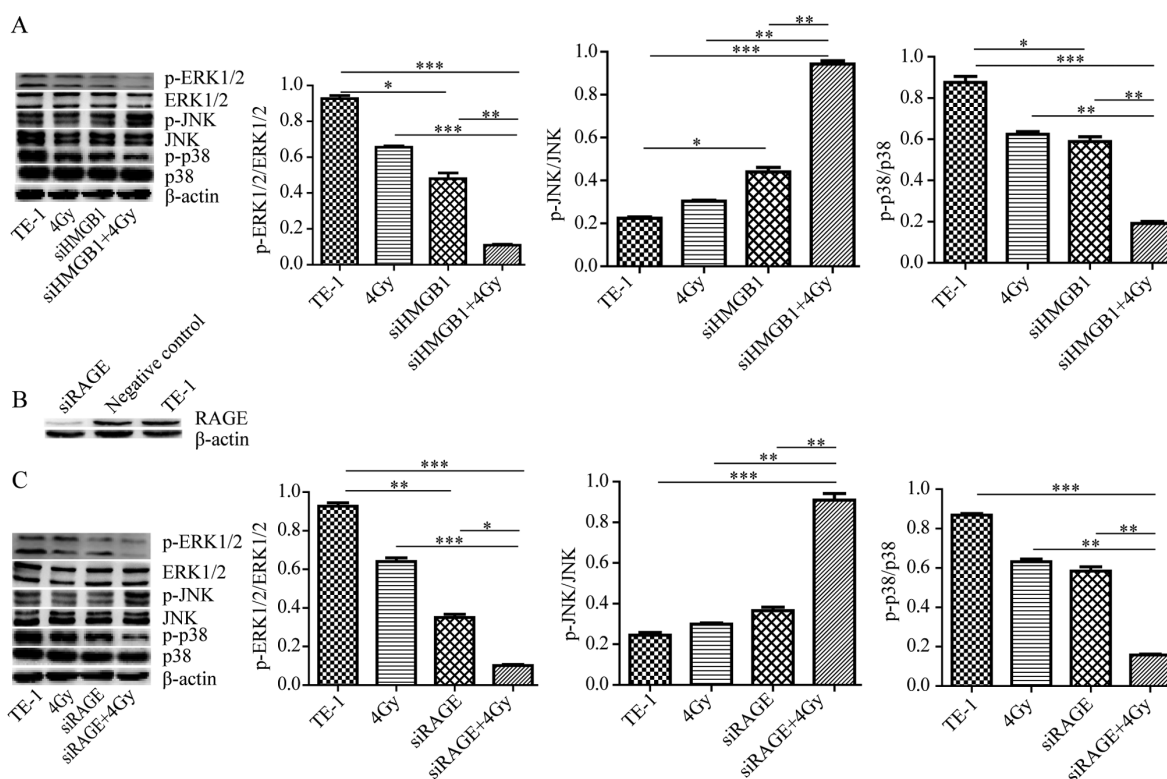 A
p-ERK1/2
ERK1/2
p-JNK
JNK
p-p38
p38
β-actin
TE-1
4Gy
siHMGB1
siHMGB1+4Gy
p-ERK1/2/ERK1/2
1.0
0.8
0.6
0.4
0.2
0.0
***
*
**
***
TE-1
4Gy
siHMGB1
siHMGB1+4Gy
p-JNK/JNK
1.0
0.8
0.6
0.4
0.2
0.0
**
**
***
*
TE-1
4Gy
siHMGB1
siHMGB1+4Gy
p-p38/p38
1.0
0.8
0.6
0.4
0.2
0.0
*
***
**
**
TE-1
4Gy
siHMGB1
siHMGB1+4Gy
B
siRAGE
Negative control
TE-1
RAGE
β-actin
C
p-ERK1/2
ERK1/2
p-JNK
JNK
p-p38
p38
β-actin
TE-1
4Gy
siRAGE
siRAGE+4Gy
p-ERK1/2/ERK1/2
1.0
0.8
0.6
0.4
0.2
0.0
***
**
*
***
TE-1
4Gy
siRAGE
siRAGE+4Gy
p-JNK/JNK
1.0
0.8
0.6
0.4
0.2
0.0
**
**
***
TE-1
4Gy
siRAGE
siRAGE+4Gy
p-p38/p38
1.0
0.8
0.6
0.4
0.2
0.0
***
**
**
TE-1
4Gy
siRAGE
siRAGE+4Gy